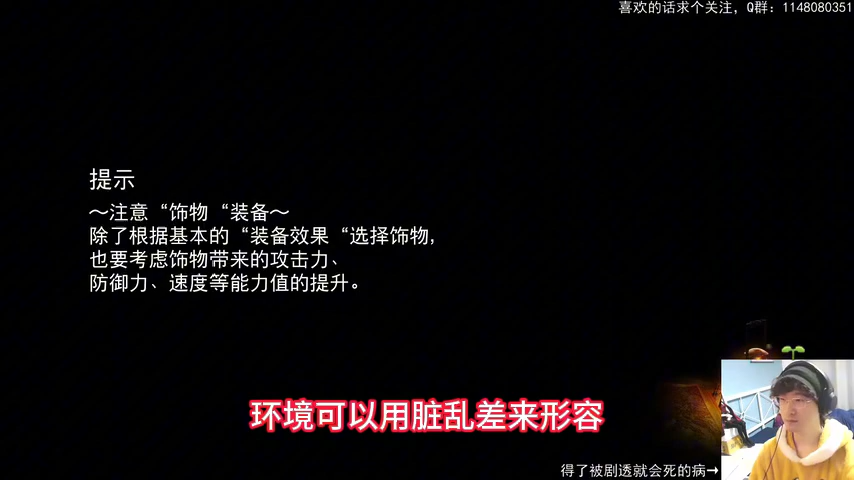 喜欢的话求个关注，Q群：1148080351
提示
～注意“饰物“装备～
除了根据基本的“装备效果“选择饰物，
也要考虑饰物带来的攻击力、
防御力、速度等能力值的提升。
环境可以用脏乱差来形容
得了被剧透就会死的病→